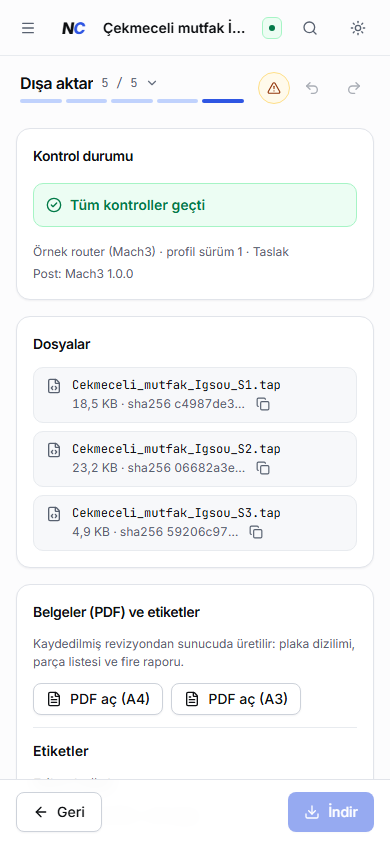 NC Çekmeceli mutfak İ...
Dışa aktar 5 / 5
Kontrol durumu
Tüm kontroller geçti
Örnek router (Mach3) · profil sürüm 1 · Taslak
Post: Mach3 1.0.0
Dosyalar
Cekmeceli_mutfak_Igsou_S1.tap
18,5 KB · sha256 c4987de3...
Cekmeceli_mutfak_Igsou_S2.tap
23,2 KB · sha256 06682a3e...
Cekmeceli_mutfak_Igsou_S3.tap
4,9 KB · sha256 59206c97...
Belgeler (PDF) ve etiketler
Kaydedilmiş revizyondan sunucuda üretilir: plaka dizilimi,
parça listesi ve fire raporu.
PDF aç (A4) PDF aç (A3)
Etiketler
Geri İndir